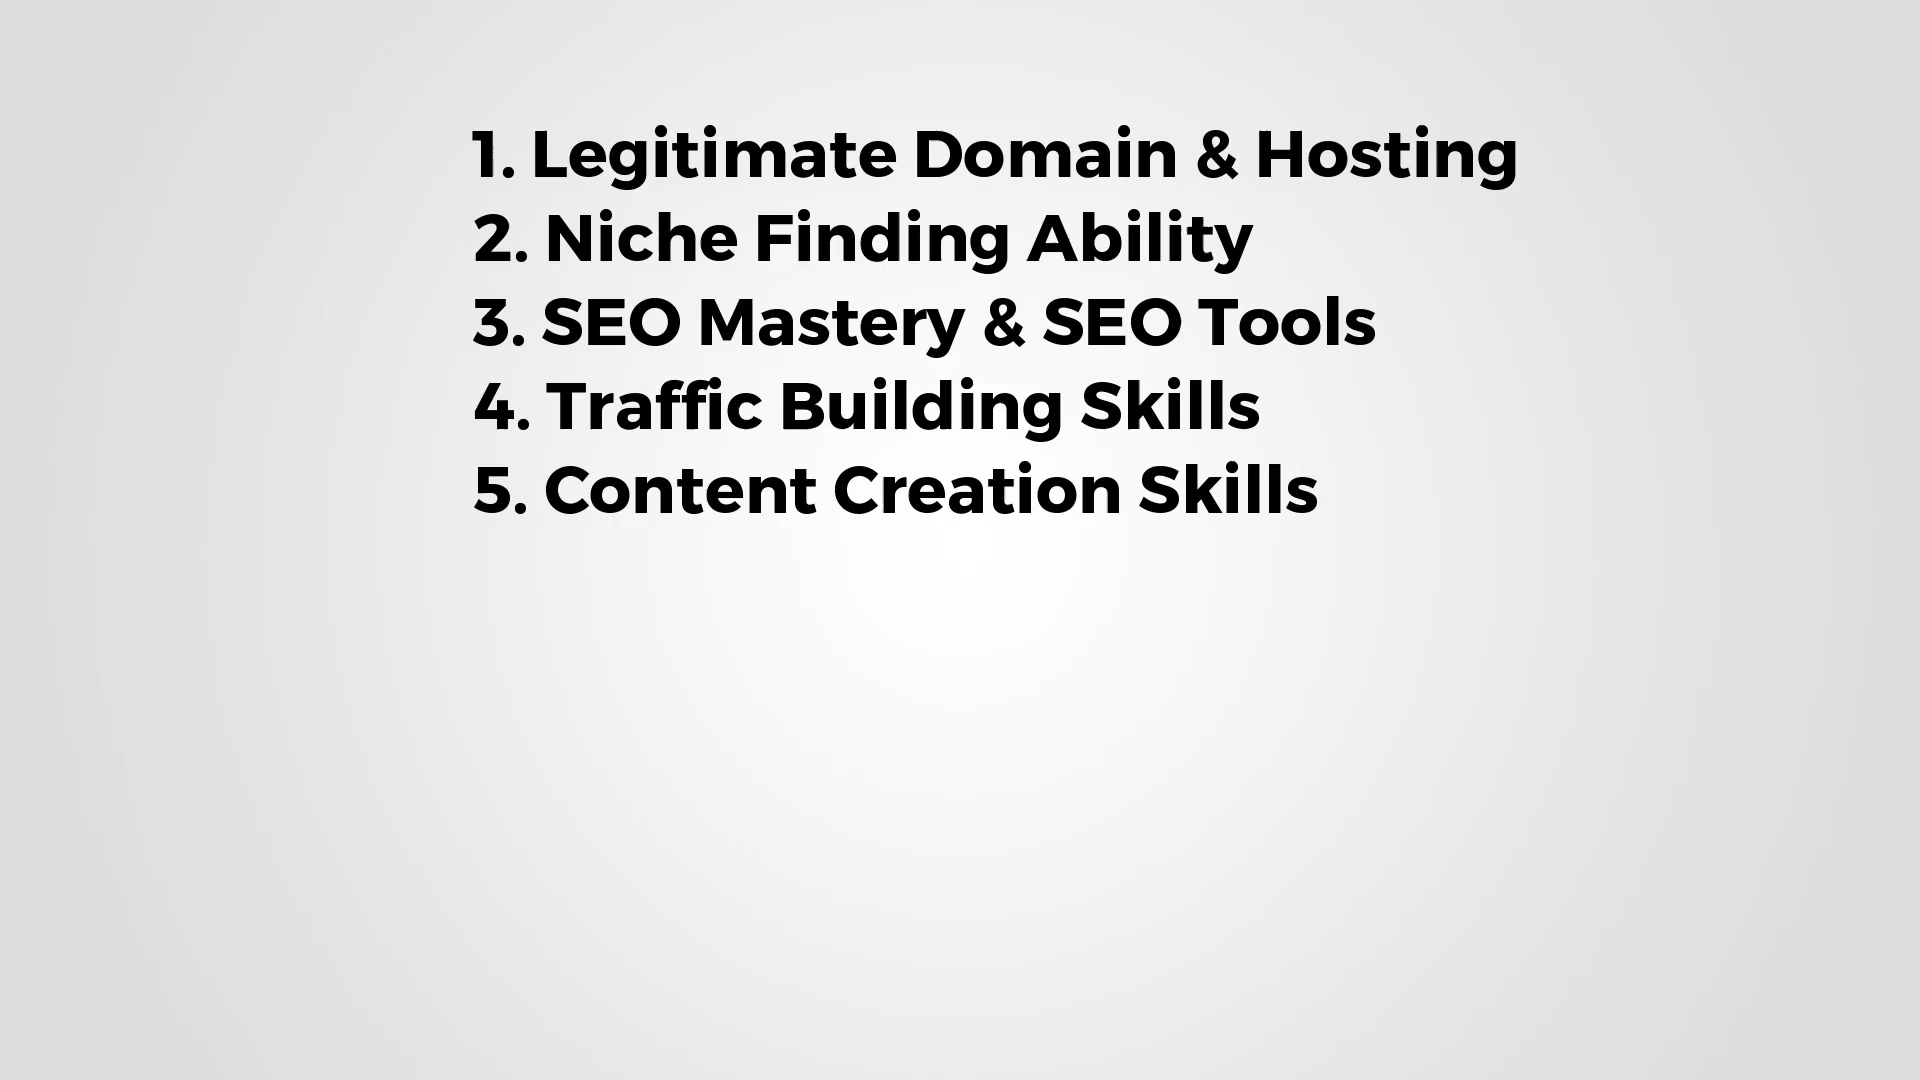 1. Legitimate Domain & Hosting
2. Niche Finding Ability
3. SEO Mastery & SEO Tools
4. Traffic Building Skills
5. Content Creation Skills